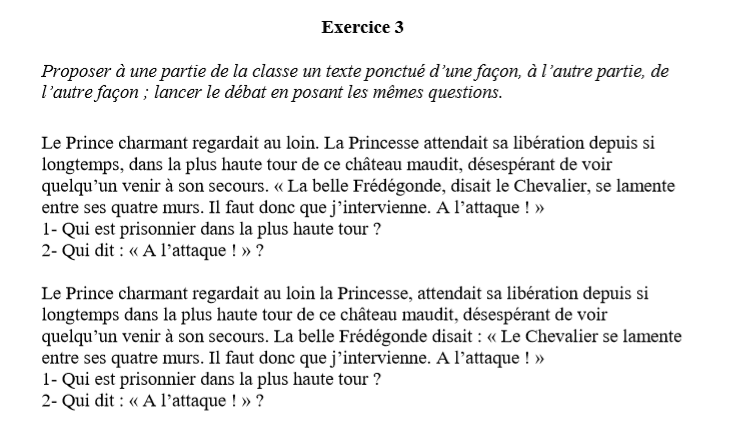 Exercice 3
Proposer à une partie de la classe un texte ponctué d’une façon, à l’autre partie, de
l’autre façon ; lancer le débat en posant les mêmes questions.
Le Prince charmant regardait au loin. La Princesse attendait sa libération depuis si
longtemps, dans la plus haute tour de ce château maudit, désespérant de voir
quelqu’un venir à son secours. « La belle Frédégonde, disait le Chevalier, se lamente
entre ses quatre murs. Il faut donc que j’intervienne. A l’attaque ! »
1- Qui est prisonnier dans la plus haute tour ?
2- Qui dit : « A l’attaque ! » ?
Le Prince charmant regardait au loin la Princesse, attendait sa libération depuis si
longtemps dans la plus haute tour de ce château maudit, désespérant de voir
quelqu’un venir à son secours. La belle Frédégonde disait : « Le Chevalier se lamente
entre ses quatre murs. Il faut donc que j’intervienne. A l’attaque ! »
1- Qui est prisonnier dans la plus haute tour ?
2- Qui dit : « A l’attaque ! » ?